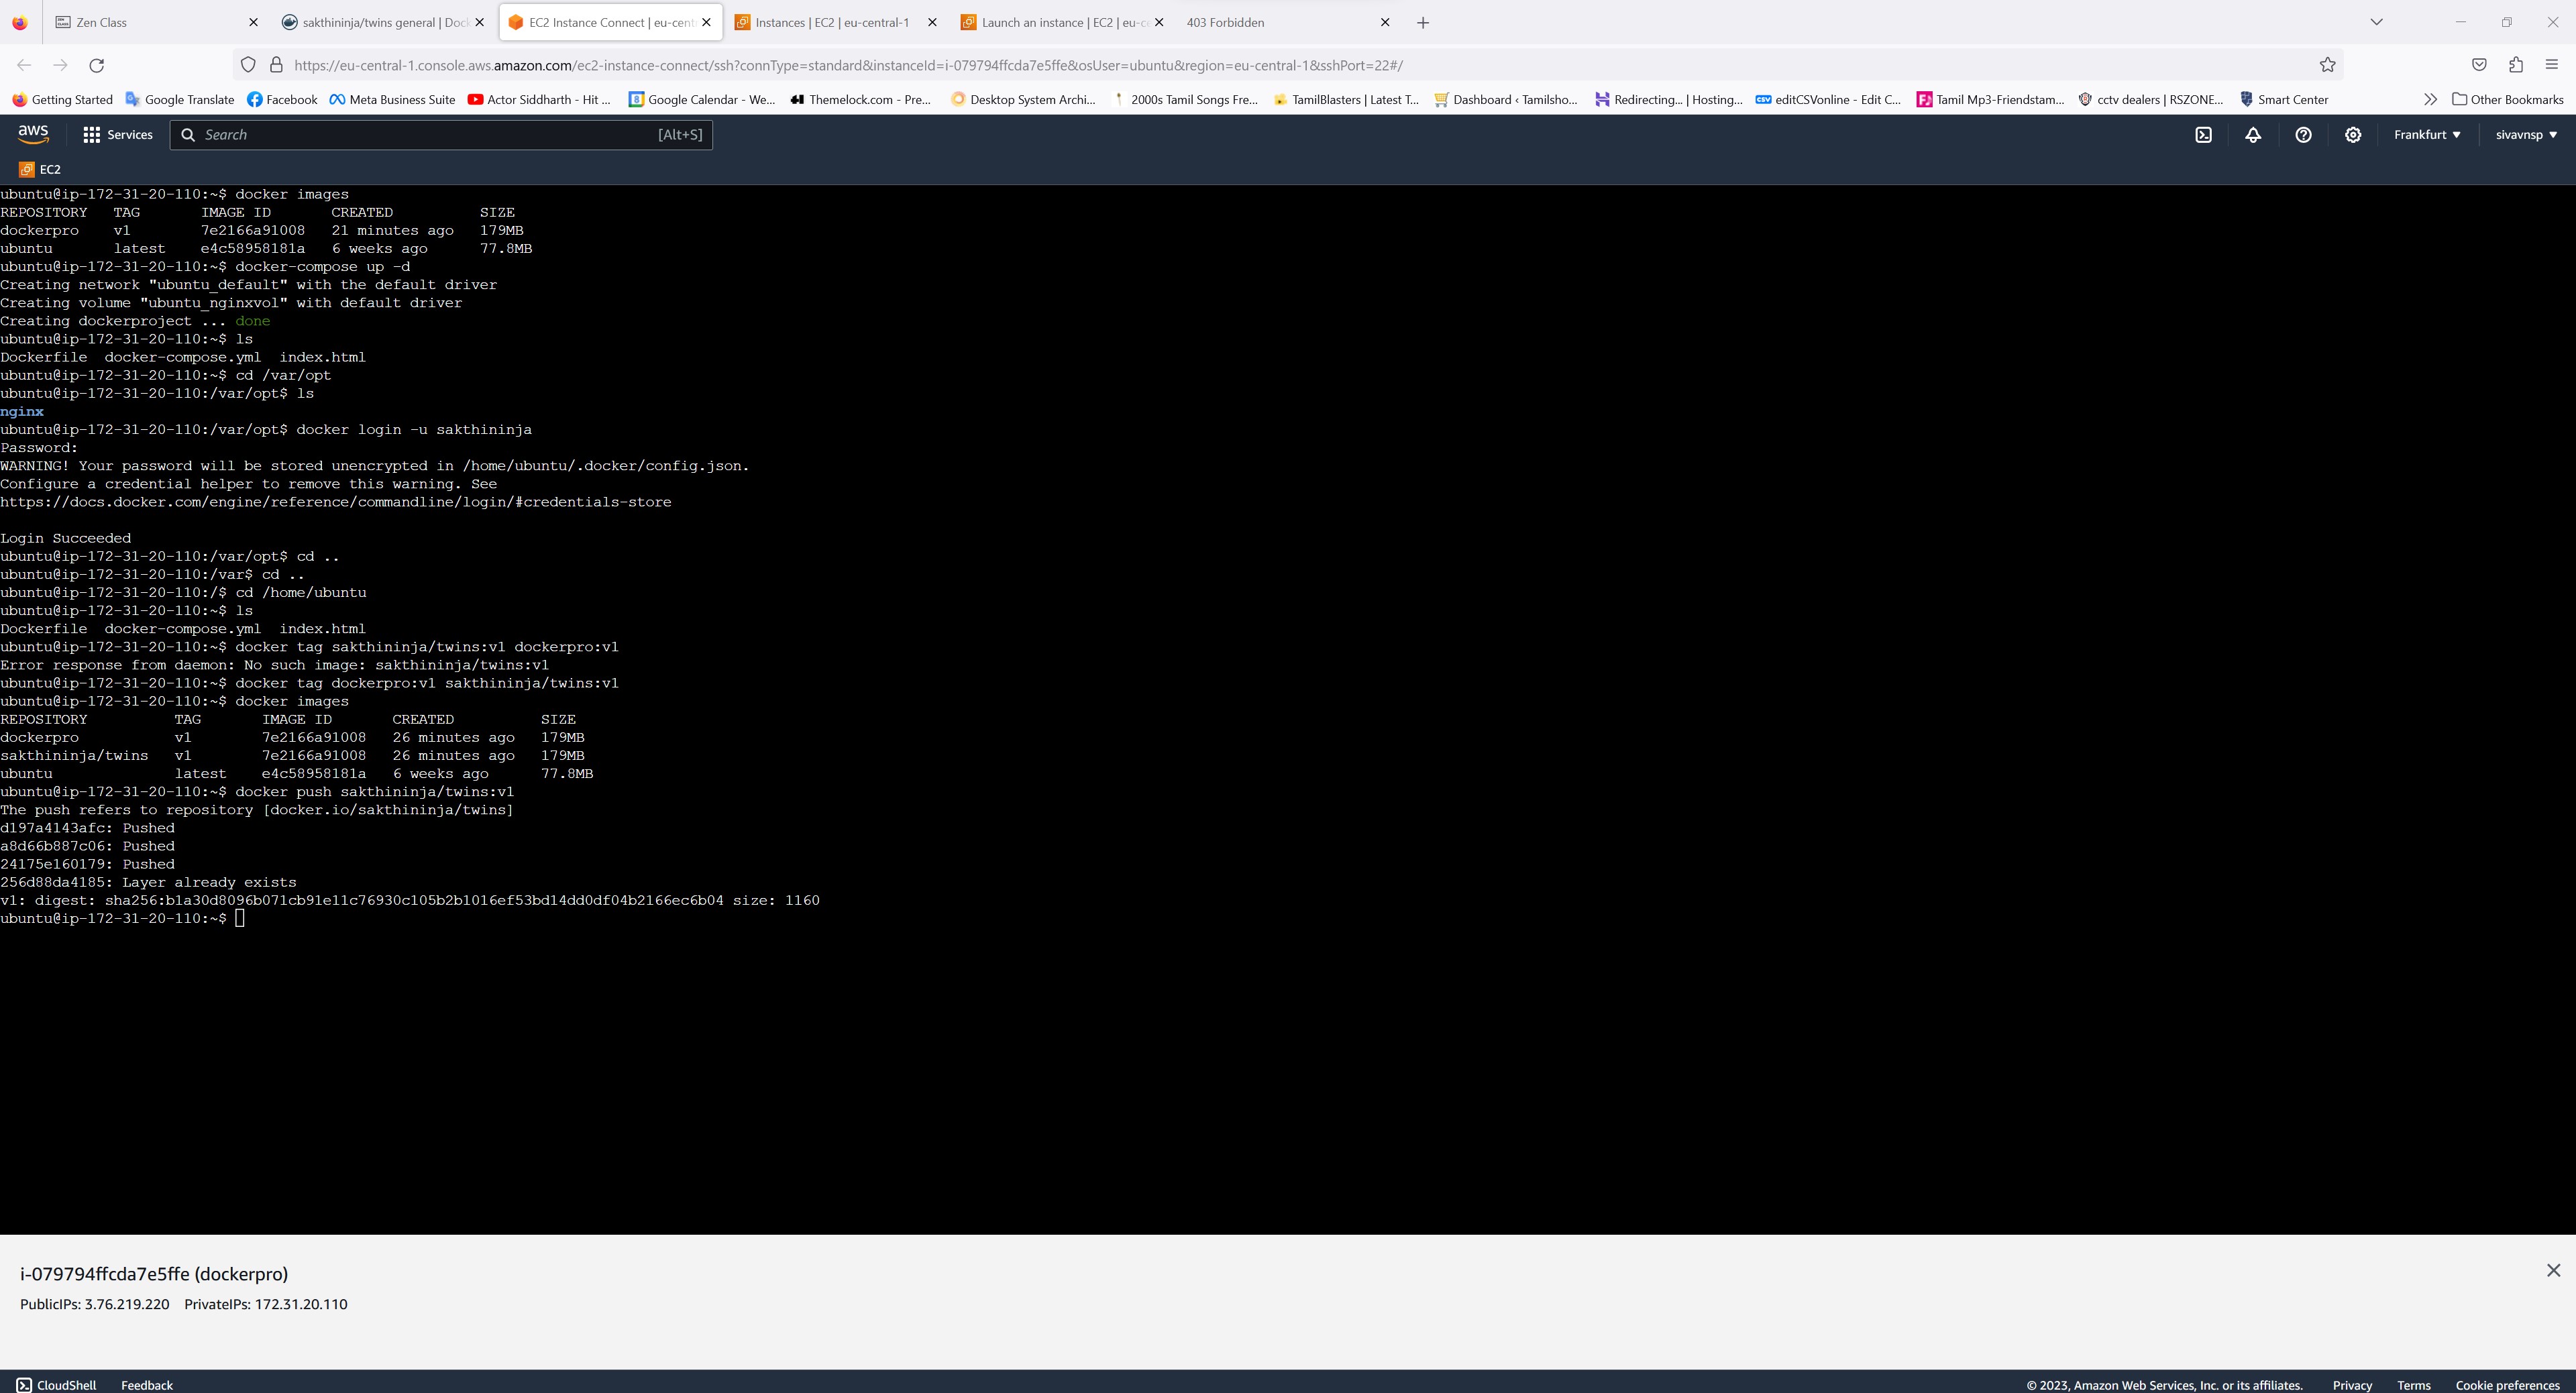 Zen Class
sakthininja/twins general | Dock
EC2 Instance Connect | eu-cent
Instances | EC2 | eu-central-1
Launch an instance | EC2 | eu-ce
403 Forbidden
https://eu-central-1.console.aws.amazon.com/ec2-instance-connect/ssh?connType=standard&instanceId=i-079794ffcda7e5ffe&osUser=ubuntu&region=eu-central-1&sshPort=22#/
Getting Started Google Translate Facebook Meta Business Suite Actor Siddharth - Hit ... Google Calendar - We... Themelock.com - Pre... Desktop System Archi... 2000s Tamil Songs Fre... TamilBlasters | Latest T... Dashboard ‹ Tamilsho... Redirecting... | Hosting... editCSVonline - Edit C... Tamil Mp3-Friendstam... cctv dealers | RSZONE... Smart Center Other Bookmarks
aws Services Search [Alt+S] Frankfurt sivavnsp
EC2
ubuntu@ip-172-31-20-110:~$ docker images
REPOSITORY TAG IMAGE ID CREATED SIZE
dockerpro v1 7e2166a91008 21 minutes ago 179MB
ubuntu latest e4c58958181a 6 weeks ago 77.8MB
ubuntu@ip-172-31-20-110:~$ docker-compose up -d
Creating network "ubuntu_default" with the default driver
Creating volume "ubuntu_nginxvol" with default driver
Creating dockerproject ... done
ubuntu@ip-172-31-20-110:~$ ls
Dockerfile docker-compose.yml index.html
ubuntu@ip-172-31-20-110:~$ cd /var/opt
ubuntu@ip-172-31-20-110:/var/opt$ ls
nginx
ubuntu@ip-172-31-20-110:/var/opt$ docker login -u sakthininja
Password:
WARNING! Your password will be stored unencrypted in /home/ubuntu/.docker/config.json.
Configure a credential helper to remove this warning. See
https://docs.docker.com/engine/reference/commandline/login/#credentials-store
Login Succeeded
ubuntu@ip-172-31-20-110:/var/opt$ cd ..
ubuntu@ip-172-31-20-110:/var$ cd ..
ubuntu@ip-172-31-20-110:/$ cd /home/ubuntu
ubuntu@ip-172-31-20-110:~$ ls
Dockerfile docker-compose.yml index.html
ubuntu@ip-172-31-20-110:~$ docker tag sakthininja/twins:v1 dockerpro:v1
Error response from daemon: No such image: sakthininja/twins:v1
ubuntu@ip-172-31-20-110:~$ docker tag dockerpro:v1 sakthininja/twins:v1
ubuntu@ip-172-31-20-110:~$ docker images
REPOSITORY TAG IMAGE ID CREATED SIZE
dockerpro v1 7e2166a91008 26 minutes ago 179MB
sakthininja/twins v1 7e2166a91008 26 minutes ago 179MB
ubuntu latest e4c58958181a 6 weeks ago 77.8MB
ubuntu@ip-172-31-20-110:~$ docker push sakthininja/twins:v1
The push refers to repository [docker.io/sakthininja/twins]
d197a4143afc: Pushed
a8d66b887c06: Pushed
24175e160179: Pushed
256d88da4185: Layer already exists
v1: digest: sha256:b1a30d8096b071cb91e11c76930c105b2b1016ef53bd14dd0df04b2166ec6b04 size: 1160
ubuntu@ip-172-31-20-110:~$
i-079794ffcda7e5ffe (dockerpro)
PublicIPs: 3.76.219.220 PrivateIPs: 172.31.20.110
CloudShell Feedback © 2023, Amazon Web Services, Inc. or its affiliates. Privacy Terms Cookie preferences